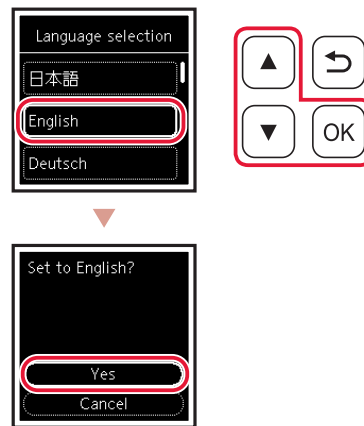 Language selection
日本語
English
Deutsch
OK
Set to English?
Yes
Cancel